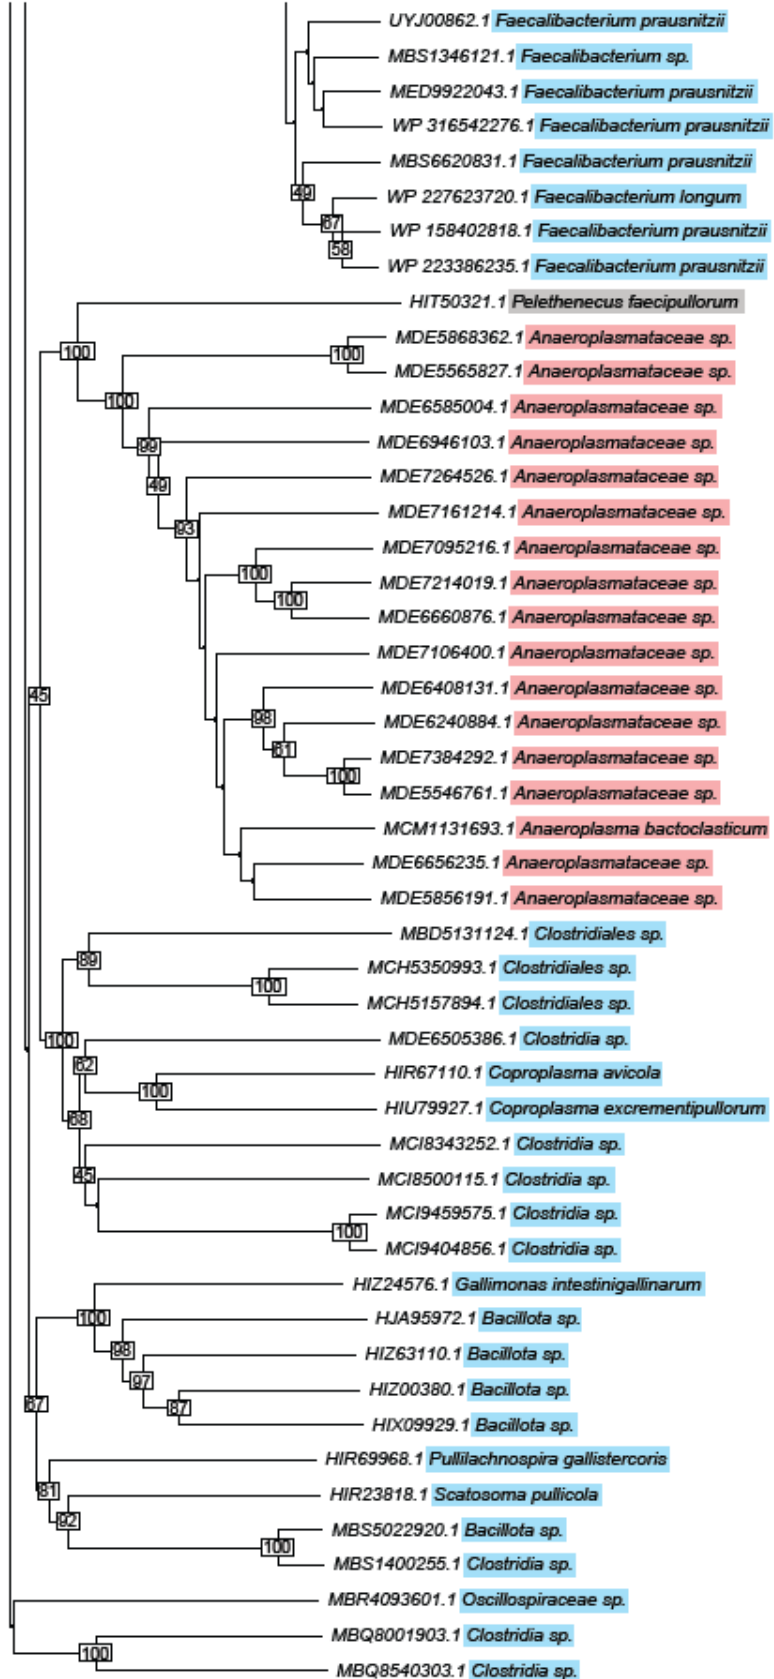 UYJ00862.1 Faecalibacterium prausnitzii
MBS1346121.1 Faecalibacterium sp.
MED9922043.1 Faecalibacterium prausnitzii
WP 316542276.1 Faecalibacterium prausnitzii
MBS6620831.1 Faecalibacterium prausnitzii
49
WP 227623720.1 Faecalibacterium longum
67
WP 158402818.1 Faecalibacterium prausnitzii
58
WP 223386235.1 Faecalibacterium prausnitzii
HIT50321.1 Pelethenecus faecipullorum
MDE5868362.1 Anaeroplasmataceae sp.
100
100
MDE5565827.1 Anaeroplasmataceae sp.
100
MDE6585004.1 Anaeroplasmataceae sp.
MDE6946103.1 Anaeroplasmataceae sp.
99
MDE7264526.1 Anaeroplasmataceae sp.
49
MDE7161214.1 Anaeroplasmataceae sp.
93
MDE7095216.1 Anaeroplasmataceae sp.
100
MDE7214019.1 Anaeroplasmataceae sp.
100
MDE6660876.1 Anaeroplasmataceae sp.
MDE7106400.1 Anaeroplasmataceae sp.
MDE6408131.1 Anaeroplasmataceae sp.
45
98
MDE6240884.1 Anaeroplasmataceae sp.
61
MDE7384292.1 Anaeroplasmataceae sp.
100
MDE5546761.1 Anaeroplasmataceae sp.
MCM1131693.1 Anaeroplasma bactoclasticum
MDE6656235.1 Anaeroplasmataceae sp.
MDE5856191.1 Anaeroplasmataceae sp.
MBD5131124.1 Clostridiales sp.
89
MCH5350993.1 Clostridiales sp.
100
MCH5157894.1 Clostridiales sp.
100
MDE6505386.1 Clostridia sp.
62
HIR67110.1 Coproplasma avicola
100
HIU79927.1 Coproplasma excrementipullorum
68
MCI8343252.1 Clostridia sp.
45
MCI8500115.1 Clostridia sp.
MCI9459575.1 Clostridia sp.
100
MCI9404856.1 Clostridia sp.
HIZ24576.1 Gallimonas intestinigallinarum
100
HJA95972.1 Bacillota sp.
98
HIZ63110.1 Bacillota sp.
97
HIZ00380.1 Bacillota sp.
67
87
HIX09929.1 Bacillota sp.
HIR69968.1 Pullilachnospira gallistercoris
81
HIR23818.1 Scatosoma pullicola
92
MBS5022920.1 Bacillota sp.
100
MBS1400255.1 Clostridia sp.
MBR4093601.1 Oscillospiraceae sp.
MBQ8001903.1 Clostridia sp.
100
MBQ8540303.1 Clostridia sp.